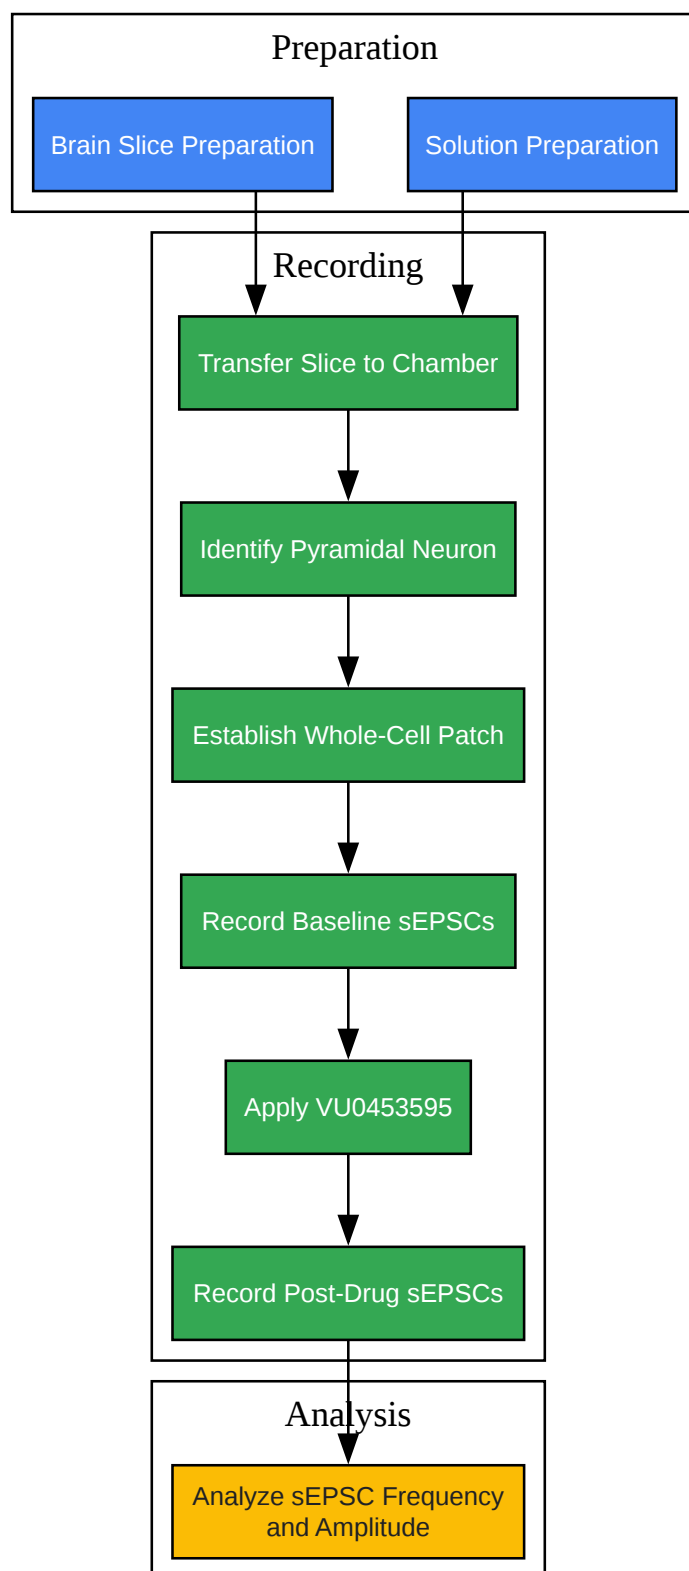 Preparation
Brain Slice Preparation
Solution Preparation
Recording
Transfer Slice to Chamber
Identify Pyramidal Neuron
Establish Whole-Cell Patch
Record Baseline sEPSCs
Apply VU0453595
Record Post-Drug sEPSCs
Analysis
Analyze sEPSC Frequency
and Amplitude